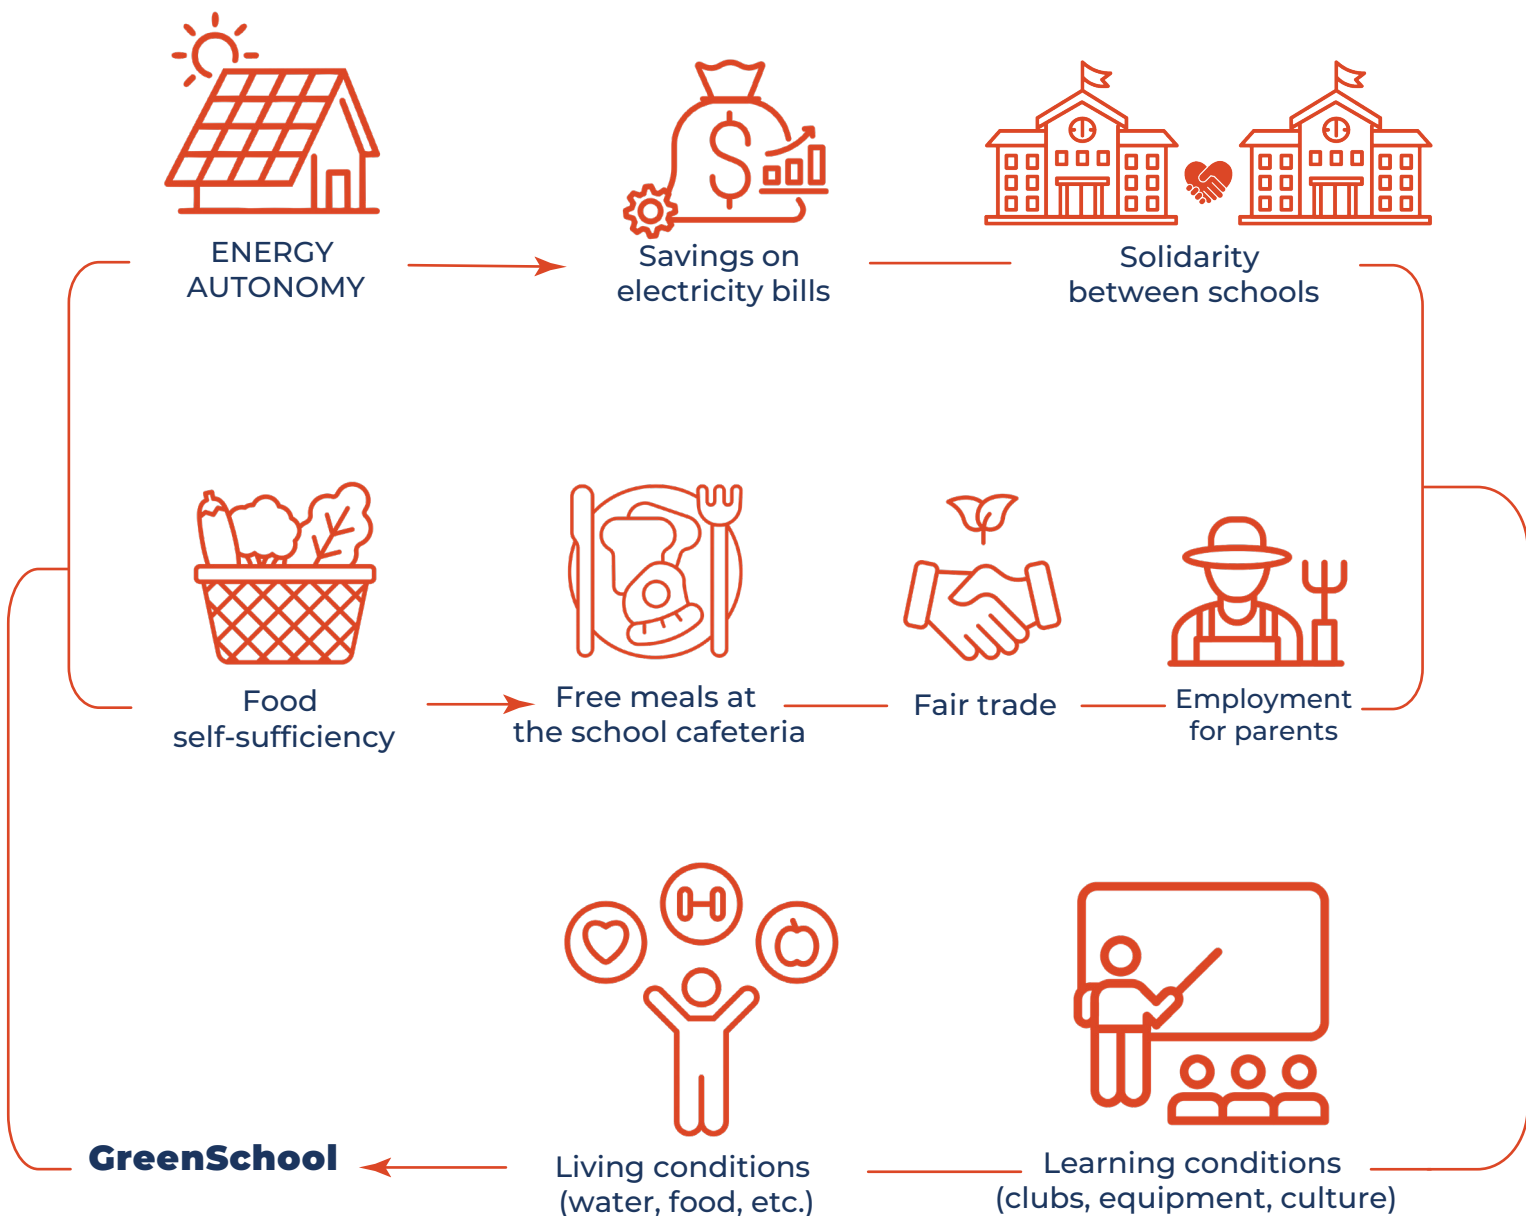 ENERGY
AUTONOMY
Savings on
electricity bills
Solidarity
between schools
Food
self-sufficiency
Free meals at
the school cafeteria
Fair trade
Employment
for parents
GreenSchool
Living conditions
(water, food, etc.)
Learning conditions
(clubs, equipment, culture)